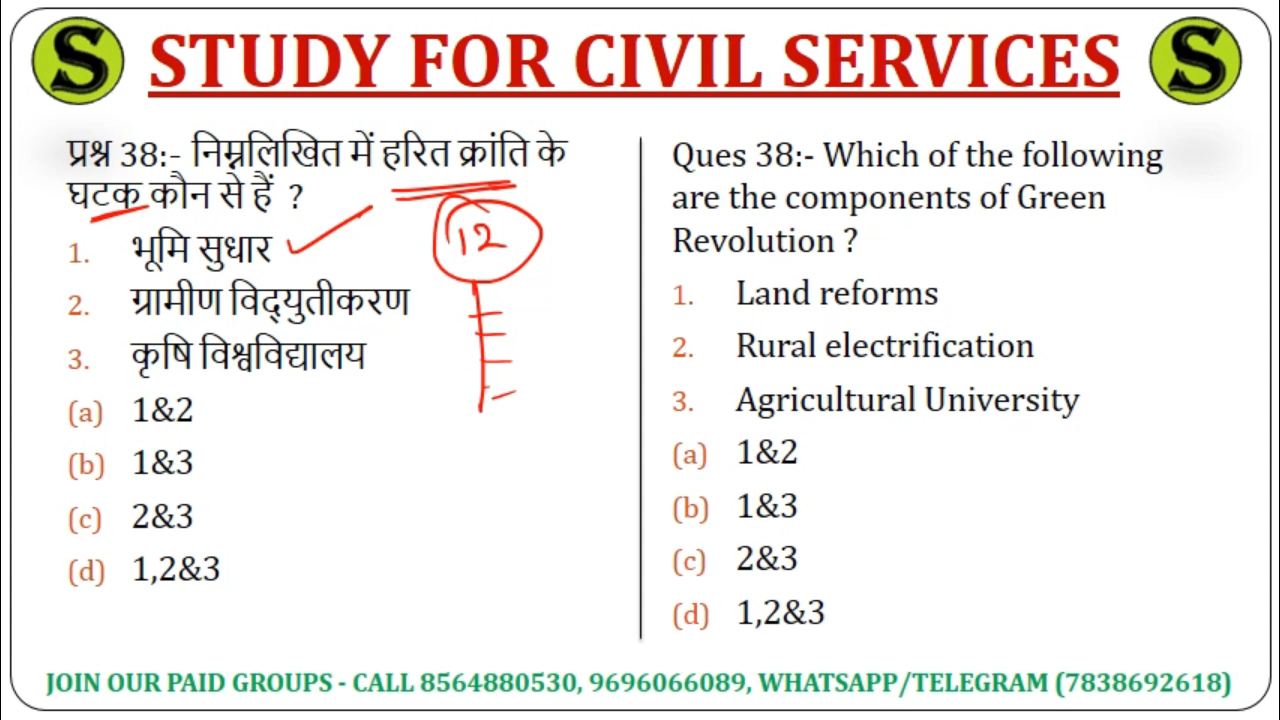 S STUDY FOR CIVIL SERVICES S
प्रश्न 38:- निम्नलिखित में हरित क्रांति के
घटक कौन से हैं ?
12
1. भूमि सुधार
2. ग्रामीण विद्युतीकरण
3. कृषि विश्वविद्यालय
(a) 1&2
(b) 1&3
(c) 2&3
(d) 1,2&3
Ques 38:- Which of the following
are the components of Green
Revolution ?
1. Land reforms
2. Rural electrification
3. Agricultural University
(a) 1&2
(b) 1&3
(c) 2&3
(d) 1,2&3
JOIN OUR PAID GROUPS - CALL 8564880530, 9696066089, WHATSAPP/TELEGRAM (7838692618)